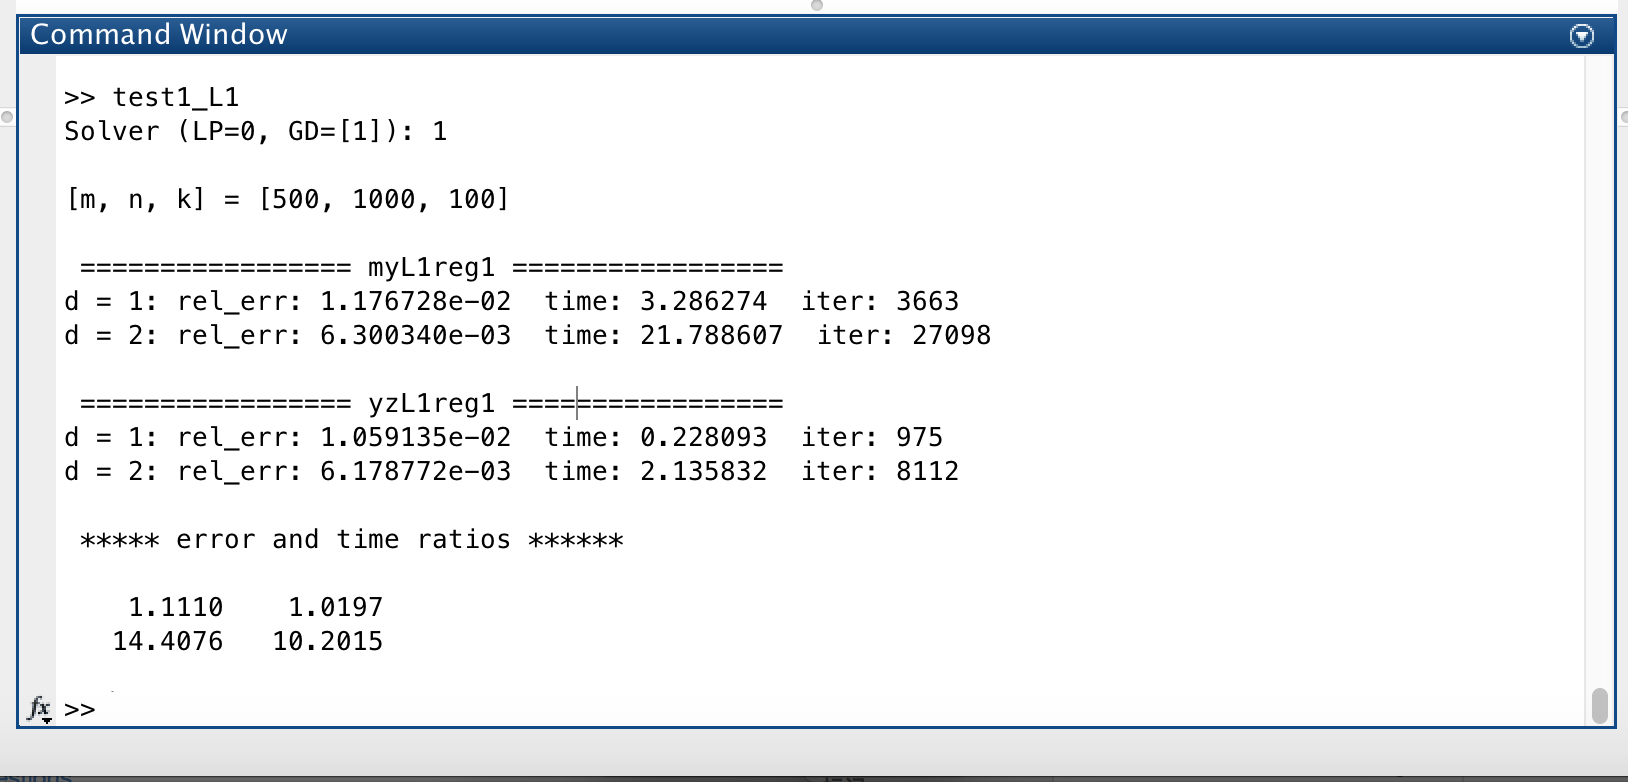 Command Window
>> test1_L1
Solver (LP=0, GD=[1]): 1
[m, n, k] = [500, 1000, 100]
================= myL1reg1 =================
d = 1: rel_err: 1.176728e-02  time: 3.286274  iter: 3663
d = 2: rel_err: 6.300340e-03  time: 21.788607  iter: 27098
================= yzL1reg1 =================
d = 1: rel_err: 1.059135e-02  time: 0.228093  iter: 975
d = 2: rel_err: 6.178772e-03  time: 2.135832  iter: 8112
***** error and time ratios ******
1.1110    1.0197
14.4076   10.2015
fx >>